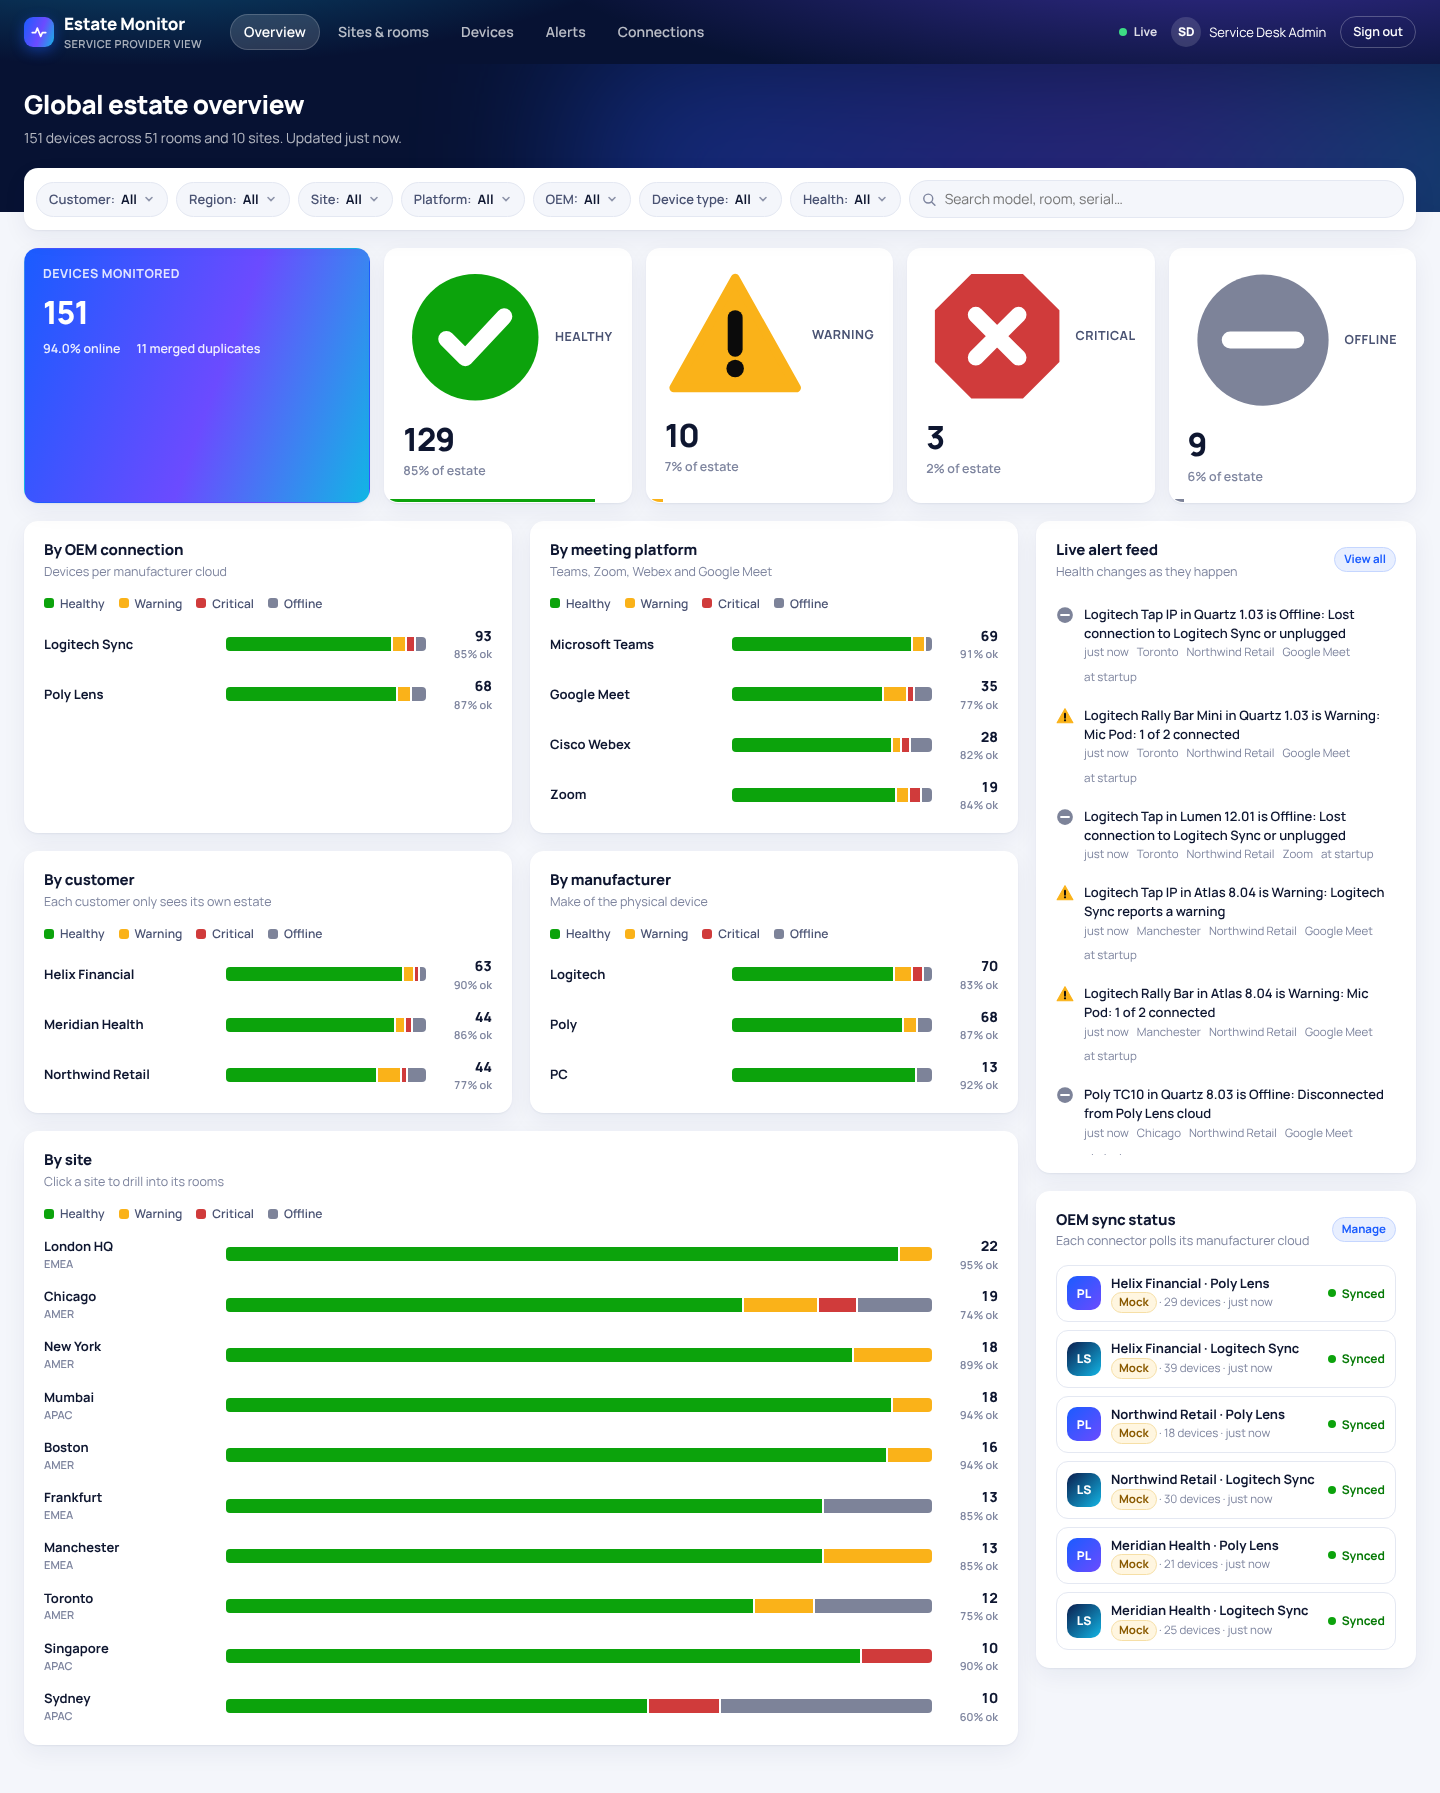 Estate Monitor
SERVICE PROVIDER VIEW
Overview
Sites & rooms
Devices
Alerts
Connections
Live
SD
Service Desk Admin
Sign out
Global estate overview
151 devices across 51 rooms and 10 sites. Updated just now.
Customer: All
Region: All
Site: All
Platform: All
OEM: All
Device type: All
Health: All
Search model, room, serial...
DEVICES MONITORED
151
94.0% online 11 merged duplicates
HEALTHY
129
85% of estate
WARNING
10
7% of estate
CRITICAL
3
2% of estate
OFFLINE
9
6% of estate
By OEM connection
Devices per manufacturer cloud
Healthy Warning Critical Offline
Logitech Sync 93
85% ok
Poly Lens 68
87% ok
By meeting platform
Teams, Zoom, Webex and Google Meet
Healthy Warning Critical Offline
Microsoft Teams 69
91% ok
Google Meet 35
77% ok
Cisco Webex 28
82% ok
Zoom 19
84% ok
By customer
Each customer only sees its own estate
Healthy Warning Critical Offline
Helix Financial 63
90% ok
Meridian Health 44
86% ok
Northwind Retail 44
77% ok
By manufacturer
Make of the physical device
Healthy Warning Critical Offline
Logitech 70
83% ok
Poly 68
87% ok
PC 13
92% ok
By site
Click a site to drill into its rooms
Healthy Warning Critical Offline
London HQ 22
EMEA 95% ok
Chicago 19
AMER 74% ok
New York 18
AMER 89% ok
Mumbai 18
APAC 94% ok
Boston 16
AMER 94% ok
Frankfurt 13
EMEA 85% ok
Manchester 13
EMEA 85% ok
Toronto 12
AMER 75% ok
Singapore 10
APAC 90% ok
Sydney 10
APAC 60% ok
Live alert feed
Health changes as they happen
View all
Logitech Tap IP in Quartz 1.03 is Offline: Lost
connection to Logitech Sync or unplugged
just now Toronto Northwind Retail Google Meet
at startup
Logitech Rally Bar Mini in Quartz 1.03 is Warning:
Mic Pod: 1 of 2 connected
just now Toronto Northwind Retail Google Meet
at startup
Logitech Tap in Lumen 12.01 is Offline: Lost
connection to Logitech Sync or unplugged
just now Toronto Northwind Retail Zoom at startup
Logitech Tap IP in Atlas 8.04 is Warning: Logitech
Sync reports a warning
just now Manchester Northwind Retail Google Meet
at startup
Logitech Rally Bar in Atlas 8.04 is Warning: Mic
Pod: 1 of 2 connected
just now Manchester Northwind Retail Google Meet
at startup
Poly TC10 in Quartz 8.03 is Offline: Disconnected
from Poly Lens cloud
just now Chicago Northwind Retail Google Meet
OEM sync status
Each connector polls its manufacturer cloud
Manage
PL
Helix Financial · Poly Lens
Mock · 29 devices · just now
Synced
LS
Helix Financial · Logitech Sync
Mock · 39 devices · just now
Synced
PL
Northwind Retail · Poly Lens
Mock · 18 devices · just now
Synced
LS
Northwind Retail · Logitech Sync
Mock · 30 devices · just now
Synced
PL
Meridian Health · Poly Lens
Mock · 21 devices · just now
Synced
LS
Meridian Health · Logitech Sync
Mock · 25 devices · just now
Synced